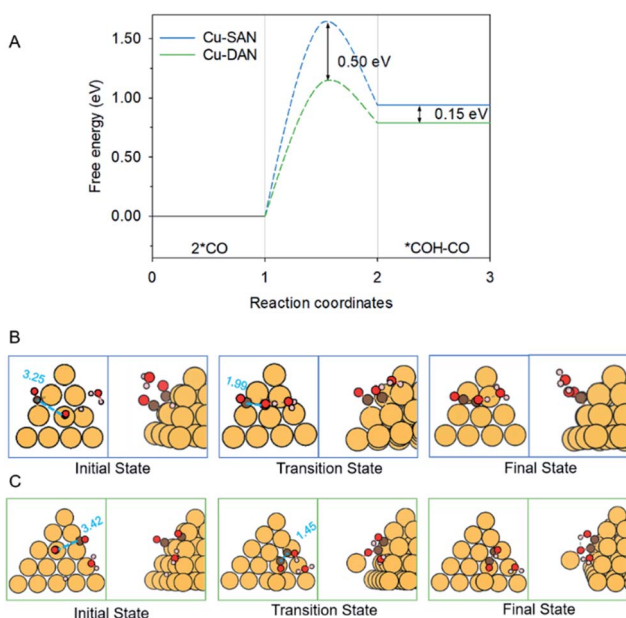 A
Cu-SAN
Cu-DAN
1.50
1.00
0.50
0.00
Free energy (eV)
0.50 eV
0.15 eV
2*CO
*COH-CO
0
1
2
3
Reaction coordinates
B
3.25
1.99
Initial State
Transition State
Final State
C
3.42
1.45
Initial State
Transition State
Final State